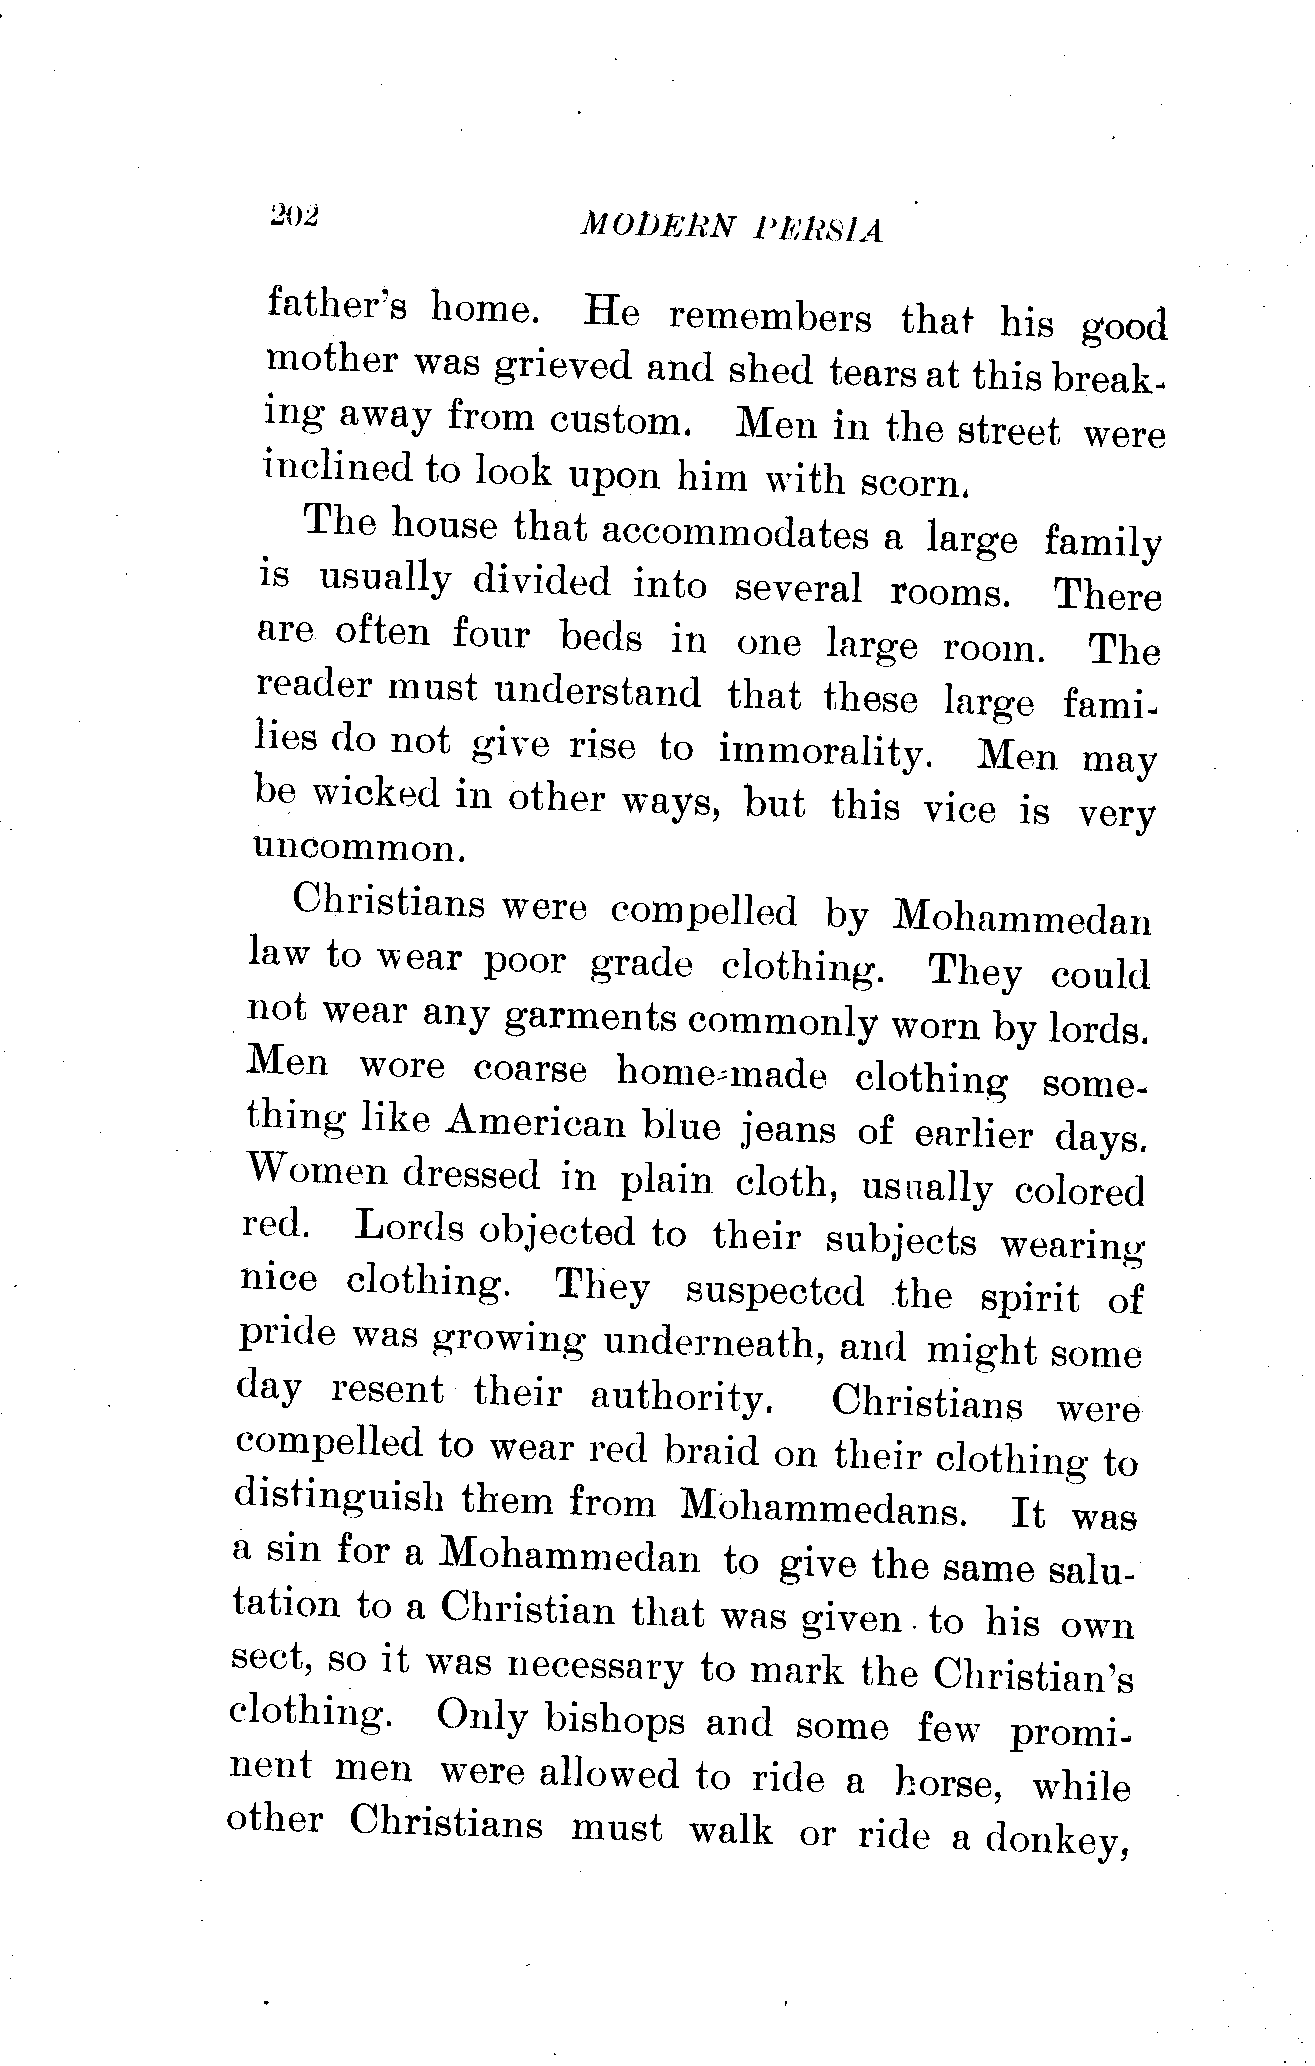 202 MODERN PERSIA
father's home. He remembers that his good
mother was grieved and shed tears at this break-
ing away from custom. Men in the street were
inclined to look upon him with scorn.
The house that accommodates a large family
is usually divided into several rooms. There
are often four beds in one large room. The
reader must understand that these large fami-
lies do not give rise to immorality. Men may
be wicked in other ways, but this vice is very
uncommon.
Christians were compelled by Mohammedan
law to wear poor grade clothing. They could
not wear any garments commonly worn by lords.
Men wore coarse home-made clothing some-
thing like American blue jeans of earlier days.
Women dressed in plain cloth, usually colored
red. Lords objected to their subjects wearing
nice clothing. They suspected the spirit of
pride was growing underneath, and might some
day resent their authority. Christians were
compelled to wear red braid on their clothing to
distinguish them from Mohammedans. It was
a sin for a Mohammedan to give the same salu-
tation to a Christian that was given to his own
sect, so it was necessary to mark the Christian's
clothing. Only bishops and some few promi-
nent men were allowed to ride a horse, while
other Christians must walk or ride a donkey,